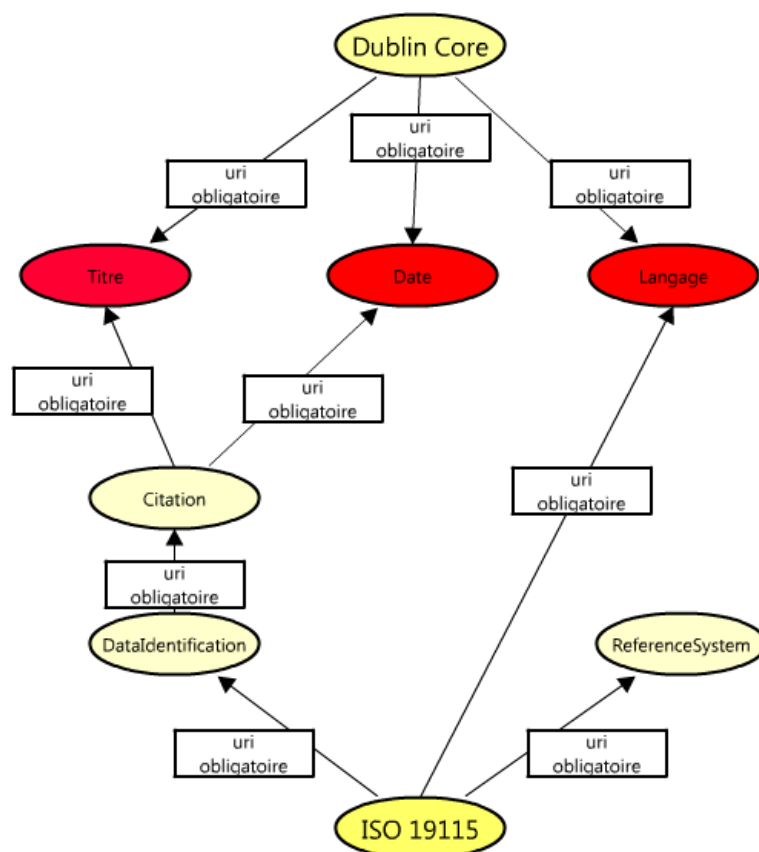 Dublin Core
uri
obligatoire
uri
obligatoire
uri
obligatoire
Titre
Date
Langage
uri
obligatoire
uri
obligatoire
Citation
uri
obligatoire
uri
obligatoire
DataIdentification
ReferenceSystem
uri
obligatoire
uri
obligatoire
ISO 19115